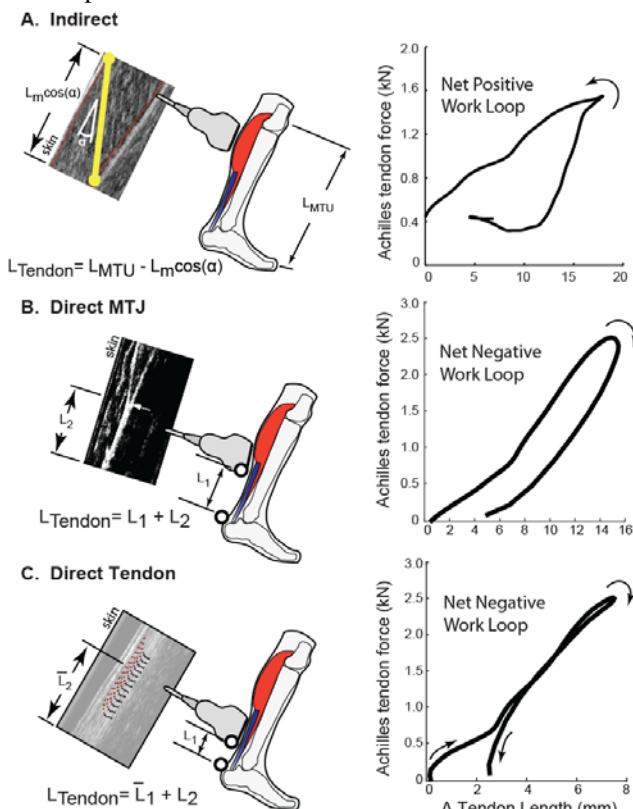 A. Indirect
Lmcos(α)
α
skin
LMTU
LTendon= LMTU - Lmcos(α)
Achilles tendon force (kN)
2.0
1.6
1.2
0.8
0.4
0
0 5 10 15 20
Net Positive
Work Loop
B. Direct MTJ
skin
L2
L1
LTendon= L1 + L2
Achilles tendon force (kN)
2.5
2.0
1.5
1.0
0.5
0
0 2 4 6 8 10 12 14 16
Net Negative
Work Loop
C. Direct Tendon
skin
L̅2
L1
LTendon= L̅1 + L2
Achilles tendon force (kN)
3.0
2.5
2.0
1.5
1.0
0.5
0
0 2 4 6 8
Net Negative
Work Loop
Δ Tendon Length (mm)